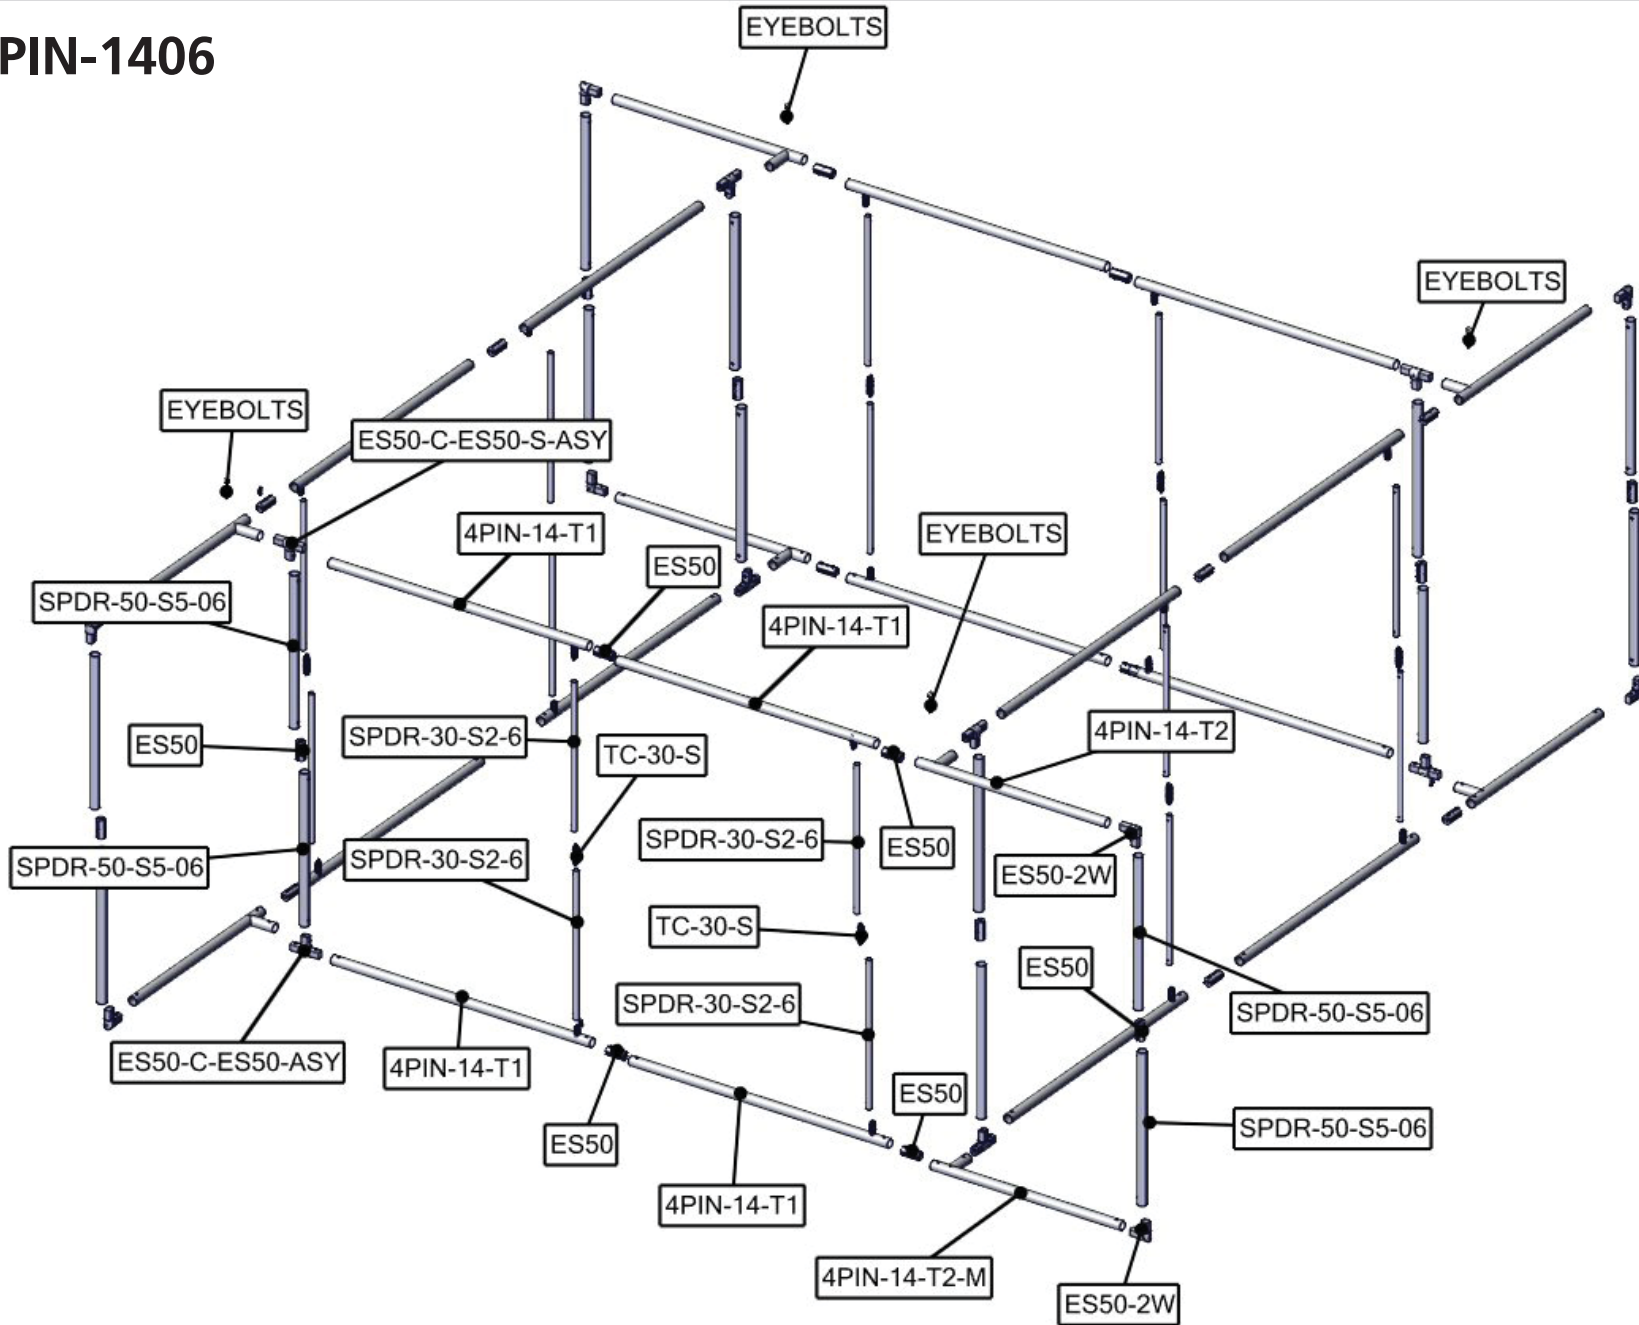 PIN-1406
EYEBOLTS
EYEBOLTS
EYEBOLTS
ES50-C-ES50-S-ASY
4PIN-14-T1
EYEBOLTS
ES50
SPDR-50-S5-06
4PIN-14-T1
4PIN-14-T2
SPDR-30-S2-6
ES50
TC-30-S
SPDR-30-S2-6
ES50
SPDR-50-S5-06
SPDR-30-S2-6
ES50-2W
TC-30-S
ES50
SPDR-30-S2-6
SPDR-50-S5-06
ES50-C-ES50-ASY
4PIN-14-T1
ES50
SPDR-50-S5-06
ES50
4PIN-14-T1
4PIN-14-T2-M
ES50-2W